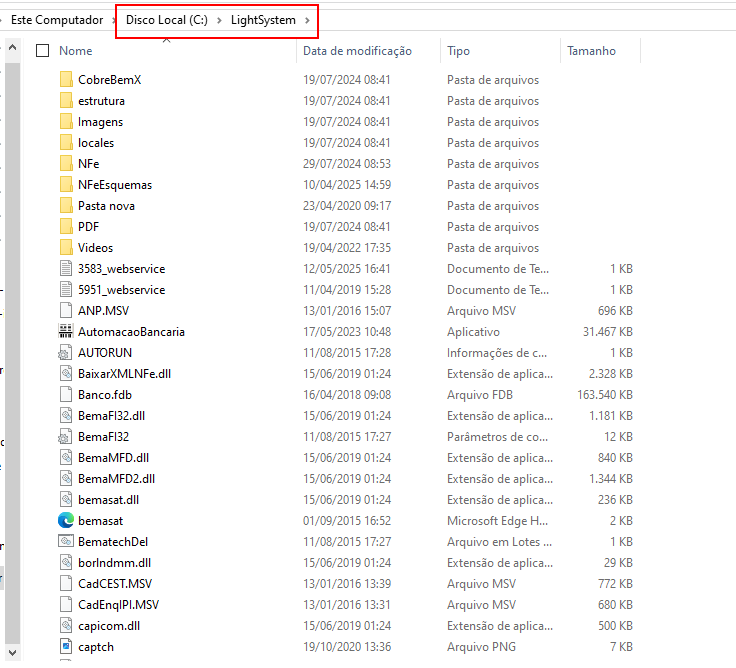 Este Computador > Disco Local (C:) > LightSystem >
Nome Data de modificação Tipo Tamanho
CobreBemX 19/07/2024 08:41 Pasta de arquivos
estrutura 19/07/2024 08:41 Pasta de arquivos
Imagens 19/07/2024 08:41 Pasta de arquivos
locales 19/07/2024 08:41 Pasta de arquivos
NFe 29/07/2024 08:53 Pasta de arquivos
NFeEsquemas 10/04/2025 14:59 Pasta de arquivos
Pasta nova 23/04/2020 09:17 Pasta de arquivos
PDF 19/07/2024 08:41 Pasta de arquivos
Videos 19/04/2022 17:35 Pasta de arquivos
3583_webservice 12/05/2025 16:41 Documento de Te... 1 KB
5951_webservice 11/04/2019 15:28 Documento de Te... 1 KB
ANP.MSV 13/01/2016 15:07 Arquivo MSV 696 KB
AutomacaoBancaria 17/05/2023 10:48 Aplicativo 31.467 KB
AUTORUN 11/08/2015 17:28 Informações de c... 1 KB
BaixarXMLNFe.dll 15/06/2019 01:24 Extensão de aplica... 2.328 KB
Banco.fdb 16/04/2018 09:08 Arquivo FDB 163.540 KB
BemaFI32.dll 15/06/2019 01:24 Extensão de aplica... 1.181 KB
BemaFI32 11/08/2015 17:27 Parâmetros de co... 12 KB
BemaMFD.dll 15/06/2019 01:24 Extensão de aplica... 840 KB
BemaMFD2.dll 15/06/2019 01:24 Extensão de aplica... 1.344 KB
bemasat.dll 15/06/2019 01:24 Extensão de aplica... 236 KB
bemasat 01/09/2015 16:52 Microsoft Edge H... 2 KB
BematechDel 11/08/2015 17:27 Arquivo em Lotes ... 1 KB
borlndmm.dll 15/06/2019 01:24 Extensão de aplica... 29 KB
CadCEST.MSV 13/01/2016 13:39 Arquivo MSV 772 KB
CadEnqIPI.MSV 13/01/2016 13:31 Arquivo MSV 680 KB
capicom.dll 15/06/2019 01:24 Extensão de aplica... 500 KB
captch 19/10/2020 13:36 Arquivo PNG 7 KB